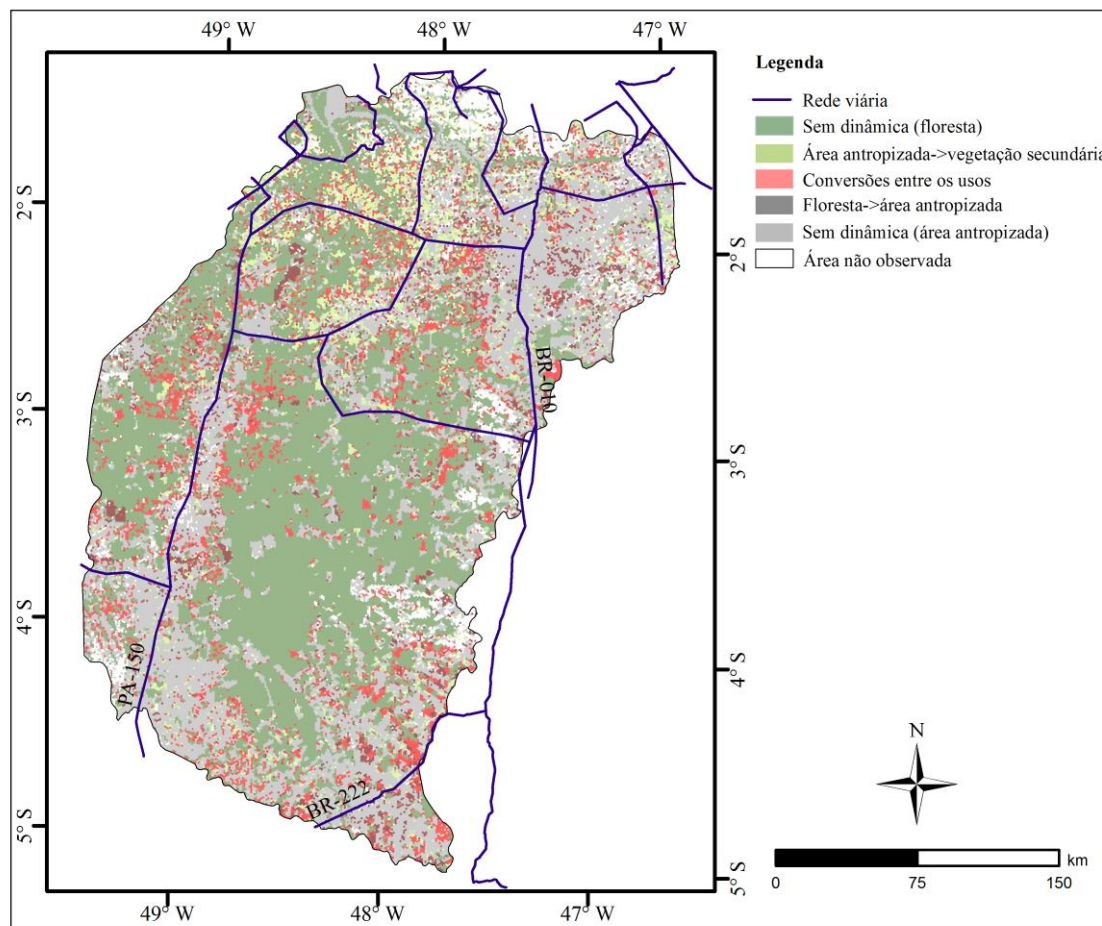 49° W 48° W 47° W
Legenda
Rede viária
Sem dinâmica (floresta)
Área antropizada->vegetação secundária
Conversões entre os usos
Floresta->área antropizada
Sem dinâmica (área antropizada)
Área não observada
2° S
2° S
BR-010
3° S
3° S
4° S
4° S
PA-150
BR-222
5° S
5° S
N
km
0 75 150
49° W 48° W 47° W